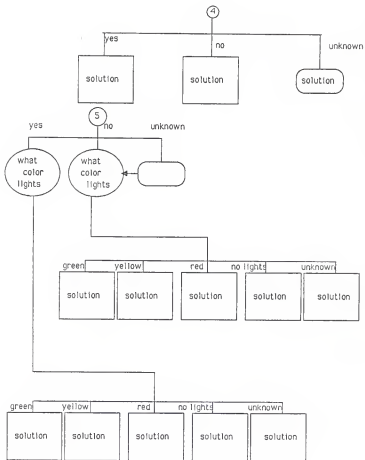 4
yes
no
unknown
solution
solution
solution
5
yes
no
unknown
what
color
lights
what
color
lights
green
yellow
red
no lights
unknown
solution
solution
solution
solution
solution
green
yellow
red
no lights
unknown
solution
solution
solution
solution
solution